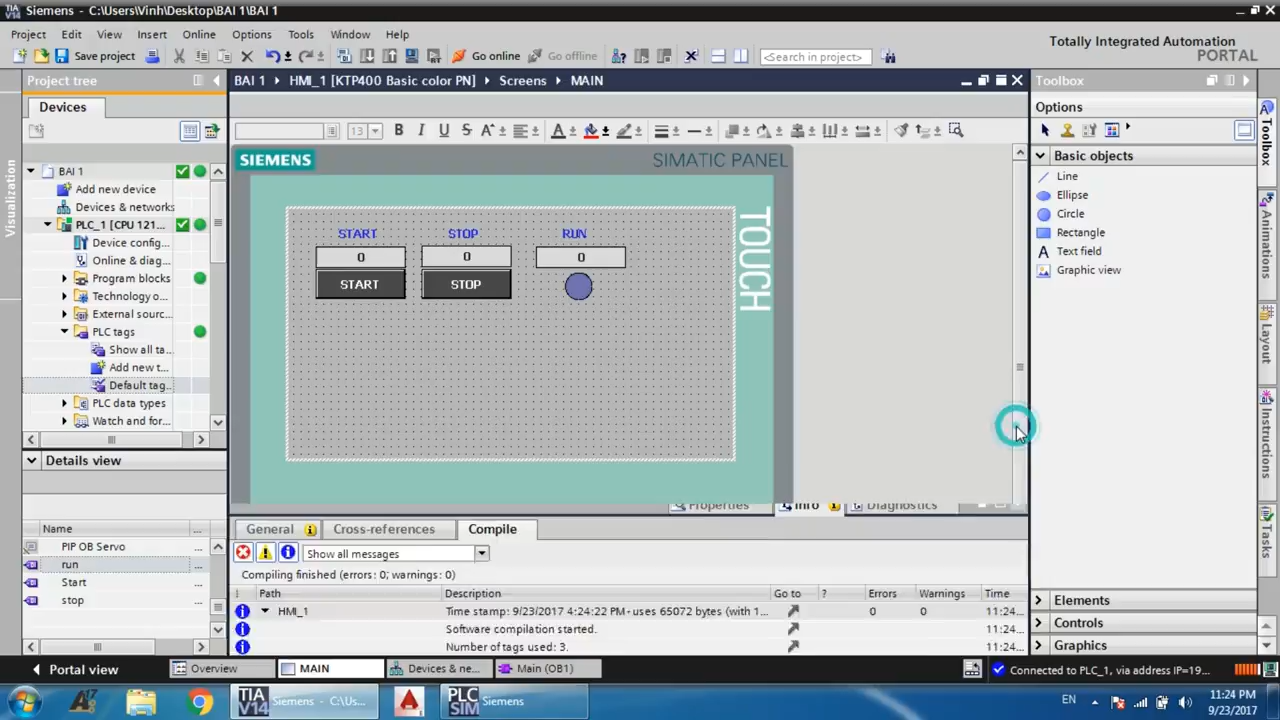 TIA
V14
Siemens - C:\Users\Vinh\Desktop\BAI 1\BAI 1
Project Edit View Insert Online Options Tools Window Help
Totally Integrated Automation
PORTAL
Save project
Go online
Go offline
<Search in project>
Project tree
BAI 1 HMI_1 [KTP400 Basic color PN] Screens MAIN
Toolbox
Devices
Options
13 B I U S A
Visualization
SIEMENS
SIMATIC PANEL
TOUCH
START STOP RUN
0 0 0
START STOP
BAI 1
Add new device
Devices & networks
PLC_1 [CPU 121...
Device config...
Online & diag...
Program blocks
Technology o...
External sourc...
PLC tags
Show all ta...
Add new t...
Default tag...
PLC data types
Watch and for...
Basic objects
Line
Ellipse
Circle
Rectangle
Text field
Graphic view
Elements
Controls
Graphics
Toolbox
Animations
Layout
Instructions
Tasks
Details view
Name ...
PIP OB Servo ...
run ...
Start ...
stop ...
Properties Info Diagnostics
General Cross-references Compile
Show all messages
Compiling finished (errors: 0; warnings: 0)
! Path Description Go to ? Errors Warnings Time
HMI_1 Time stamp: 9/23/2017 4:24:22 PM - uses 65072 bytes (with 1... 0 0 11:24...
Software compilation started. 11:24...
Number of tags used: 3. 11:24...
Portal view Overview MAIN Devices & ne... Main (OB1)
Connected to PLC_1, via address IP=19...
TIA
V14
Siemens - C:\Us...
PLC
SIM
Siemens
EN
11:24 PM
9/23/2017